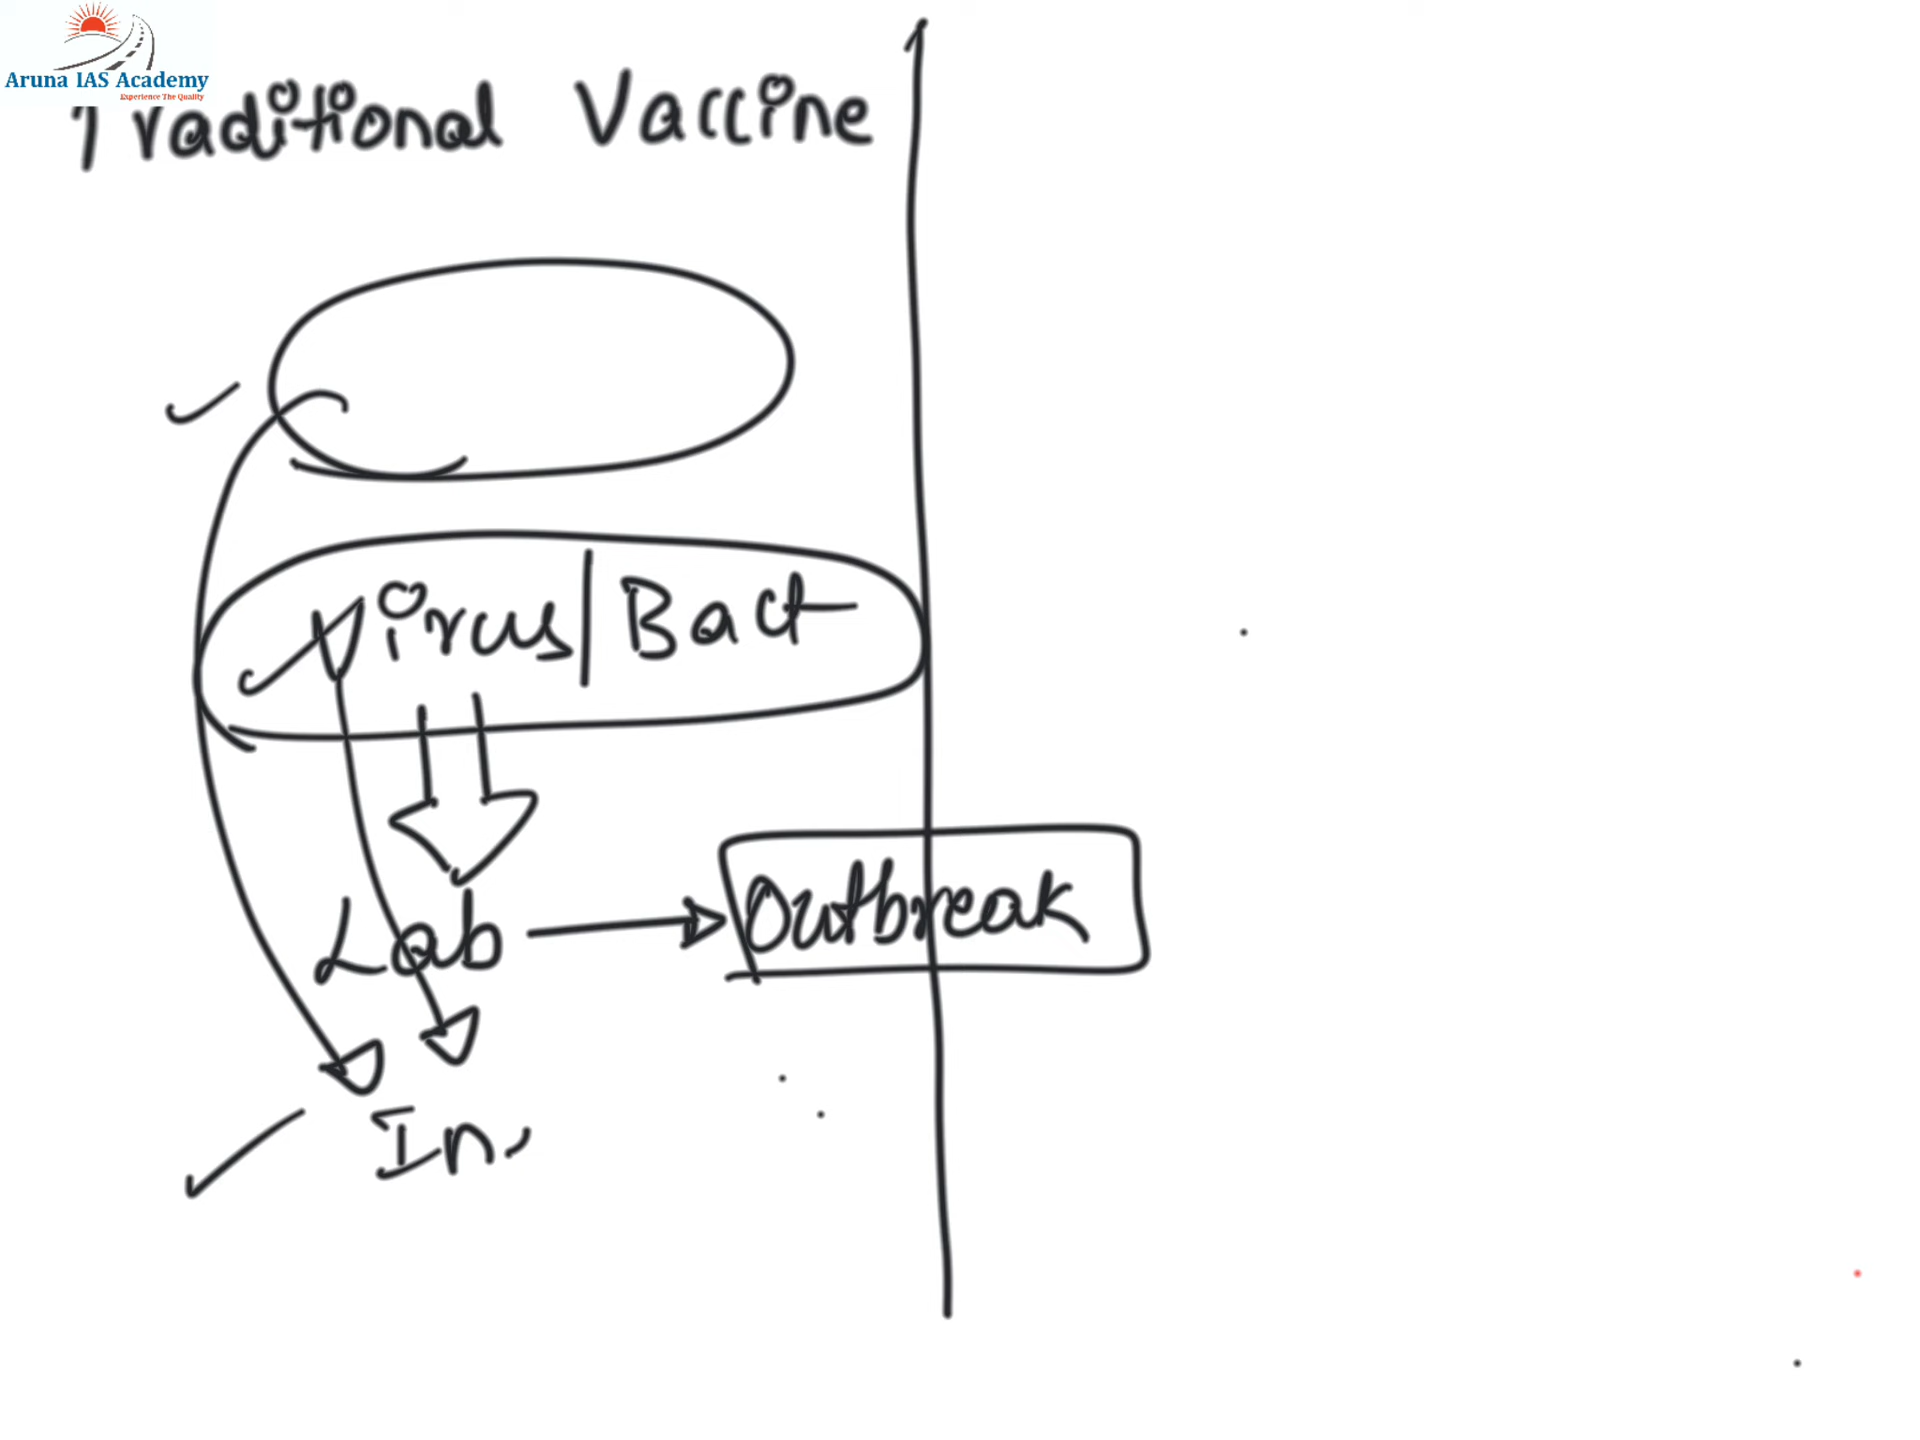 Aruna IAS Academy
Experience The Quality
Traditional Vaccine
Virus/Bact
Lab → Outbreak
In,